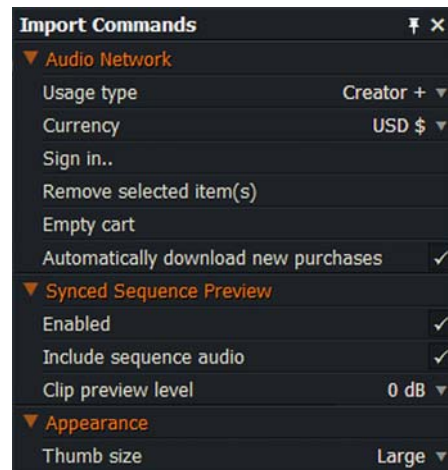 Import Commands
Audio Network
Usage type Creator +
Currency USD $
Sign in..
Remove selected item(s)
Empty cart
Automatically download new purchases
Synced Sequence Preview
Enabled
Include sequence audio
Clip preview level 0 dB
Appearance
Thumb size Large